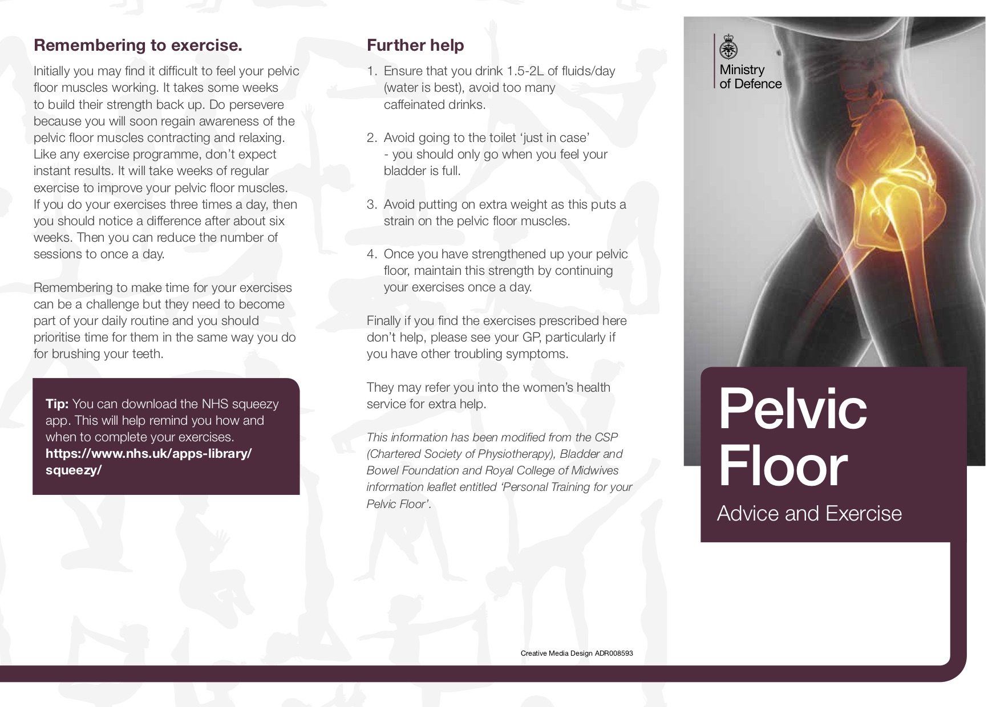 Remembering to exercise.
Initially you may find it difficult to feel your pelvic
floor muscles working. It takes some weeks
to build their strength back up. Do persevere
because you will soon regain awareness of the
pelvic floor muscles contracting and relaxing.
Like any exercise programme, don’t expect
instant results. It will take weeks of regular
exercise to improve your pelvic floor muscles.
If you do your exercises three times a day, then
you should notice a difference after about six
weeks. Then you can reduce the number of
sessions to once a day.
Remembering to make time for your exercises
can be a challenge but they need to become
part of your daily routine and you should
prioritise time for them in the same way you do
for brushing your teeth.
Tip: You can download the NHS squeezy
app. This will help remind you how and
when to complete your exercises.
https://www.nhs.uk/apps-library/
squeezy/
Further help
1. Ensure that you drink 1.5-2L of fluids/day
(water is best), avoid too many
caffeinated drinks.
2. Avoid going to the toilet ‘just in case’
- you should only go when you feel your
bladder is full.
3. Avoid putting on extra weight as this puts a
strain on the pelvic floor muscles.
4. Once you have strengthened up your pelvic
floor, maintain this strength by continuing
your exercises once a day.
Finally if you find the exercises prescribed here
don’t help, please see your GP, particularly if
you have other troubling symptoms.
They may refer you into the women’s health
service for extra help.
This information has been modified from the CSP
(Chartered Society of Physiotherapy), Bladder and
Bowel Foundation and Royal College of Midwives
information leaflet entitled ‘Personal Training for your
Pelvic Floor’.
Creative Media Design ADR008593
Ministry
of Defence
Pelvic
Floor
Advice and Exercise